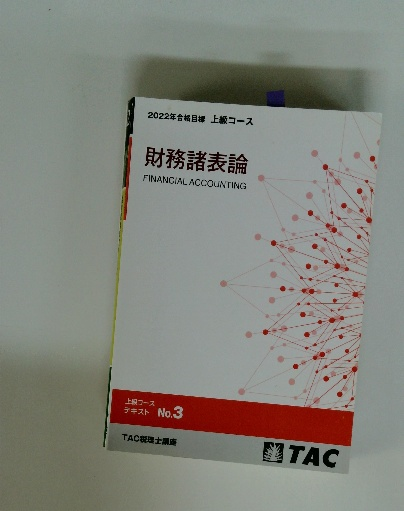 2022年合格目標 上級コース
財務諸表論
FINANCIAL ACCOUNTING
上級コース
テキスト No.3
TAC税理士講座
TAC